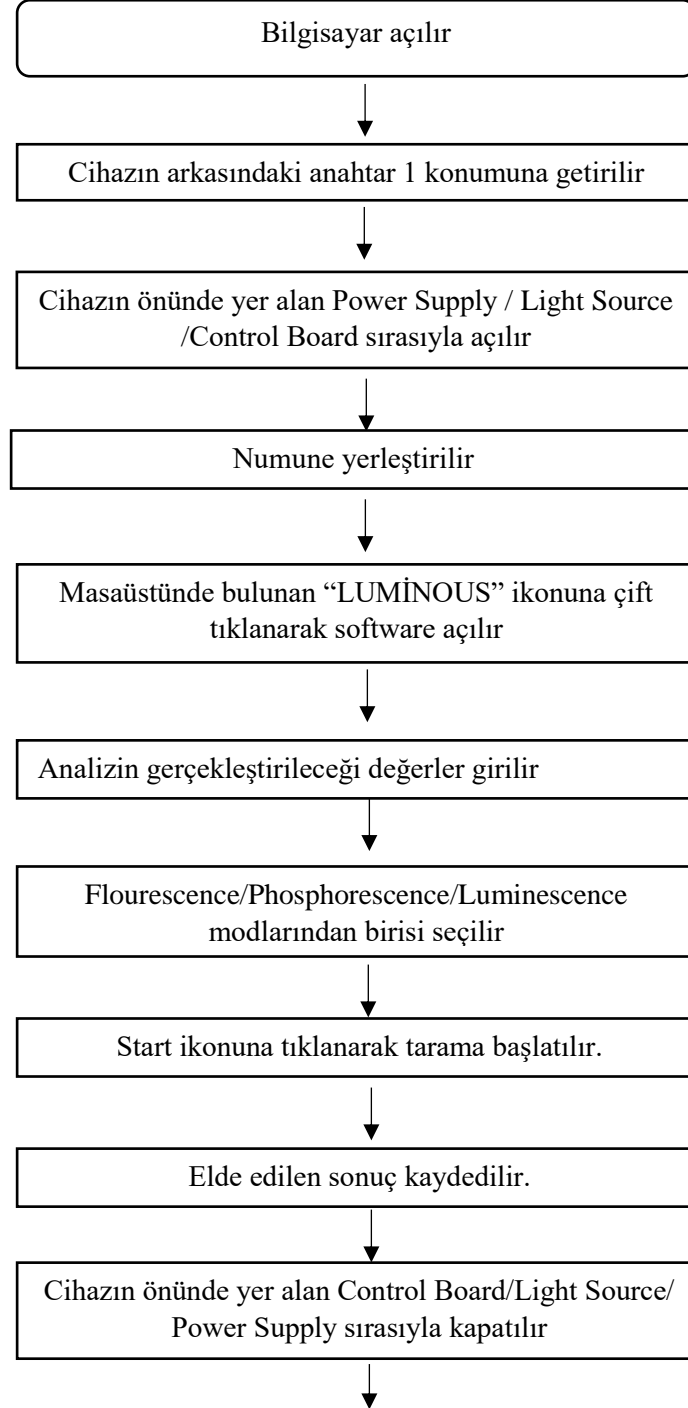 Bilgisayar açılır
Cihazın arkasındaki anahtar 1 konumuna getirilir
Cihazın önünde yer alan Power Supply / Light Source
/Control Board sırasıyla açılır
Numune yerleştirilir
Masaüstünde bulunan “LUMİNOUS” ikonuna çift
tıklanarak software açılır
Analizin gerçekleştirileceği değerler girilir
Flourescence/Phosphorescence/Luminescence
modlarından birisi seçilir
Start ikonuna tıklanarak tarama başlatılır.
Elde edilen sonuç kaydedilir.
Cihazın önünde yer alan Control Board/Light Source/
Power Supply sırasıyla kapatılır